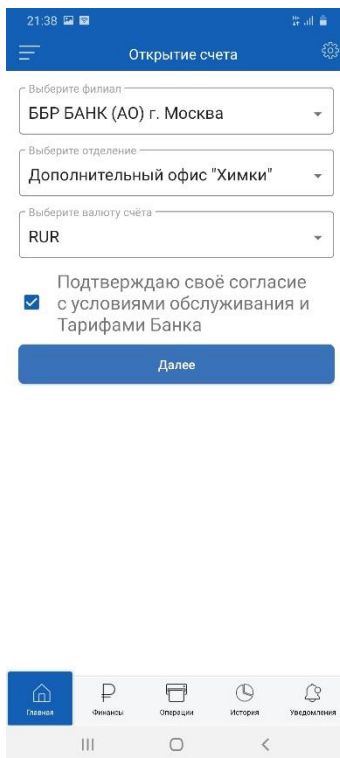 21:38
Открытие счета
Выберите филиал
ББР БАНК (АО) г. Москва
Выберите отделение
Дополнительный офис "Химки"
Выберите валюту счёта
RUR
Подтверждаю своё согласие
с условиями обслуживания и
Тарифами Банка
Далее
Главная Финансы Операции История Уведомления